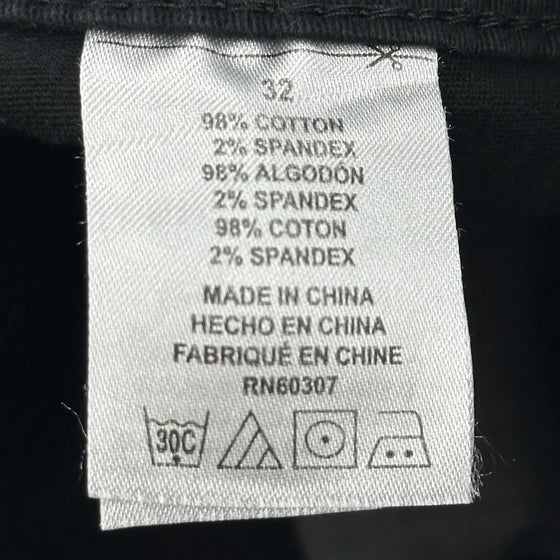 32
98% COTTON
2% SPANDEX
98% ALGODÓN
2% SPANDEX
98% COTON
2% SPANDEX
MADE IN CHINA
HECHO EN CHINA
FABRIQUÉ EN CHINE
RN60307
30C